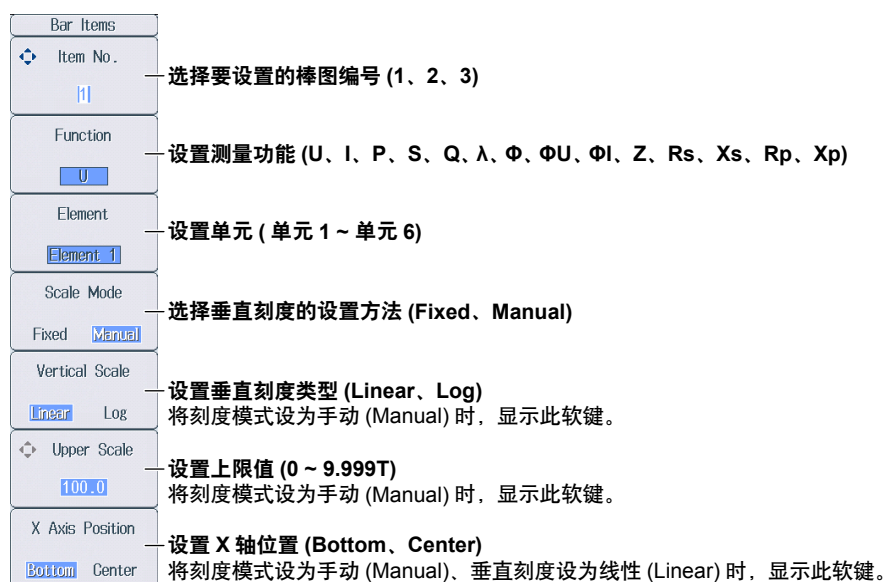 Bar Items
Item No.
1
选择要设置的棒图编号 (1、2、3)
Function
U
设置测量功能 (U、I、P、S、Q、λ、Φ、ΦU、ΦI、Z、Rs、Xs、Rp、Xp)
Element
Element 1
设置单元 ( 单元 1 ~ 单元 6)
Scale Mode
Fixed Manual
选择垂直刻度的设置方法 (Fixed、Manual)
Vertical Scale
Linear Log
设置垂直刻度类型 (Linear、Log)
将刻度模式设为手动 (Manual) 时，显示此软键。
Upper Scale
100.0
设置上限值 (0 ~ 9.999T)
将刻度模式设为手动 (Manual) 时，显示此软键。
X Axis Position
Bottom Center
设置 X 轴位置 (Bottom、Center)
将刻度模式设为手动 (Manual)、垂直刻度设为线性 (Linear) 时，显示此软键。